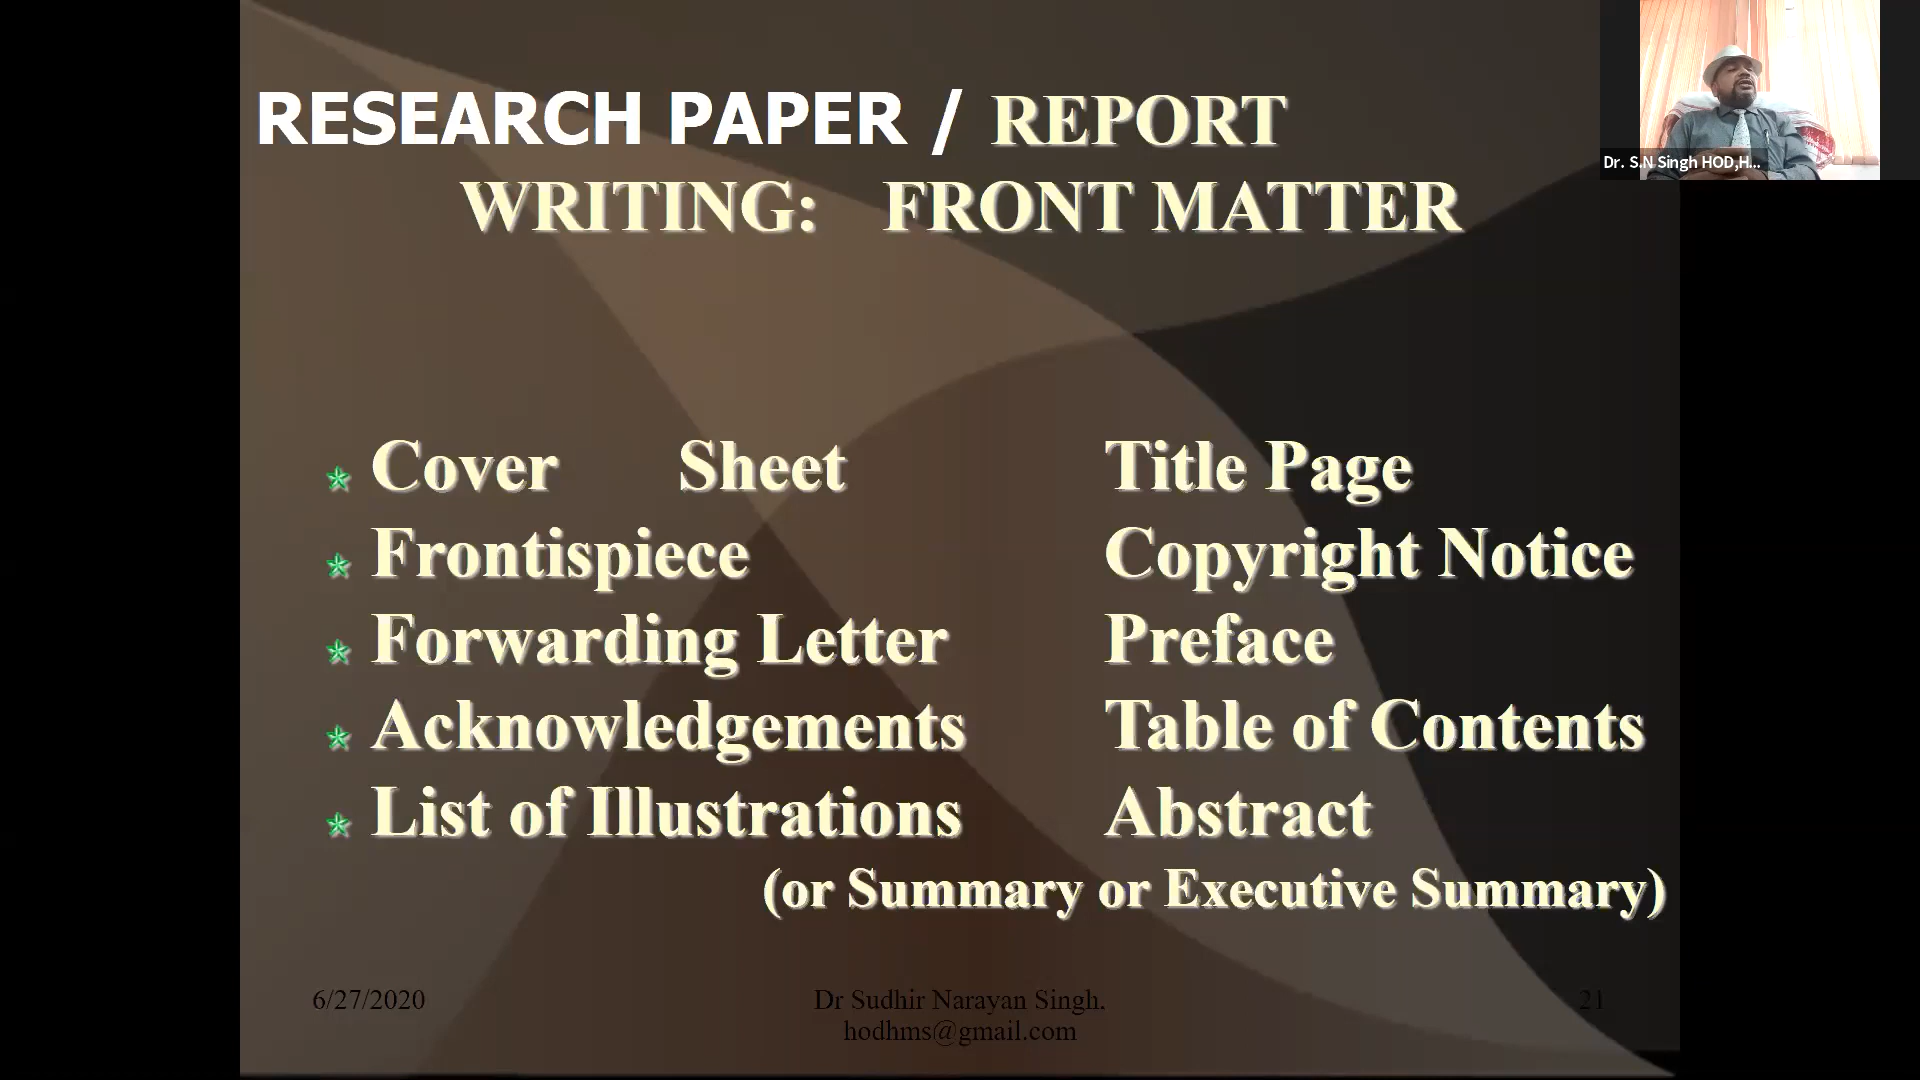 RESEARCH PAPER / REPORT
WRITING: FRONT MATTER
Dr. S.N Singh HOD,H...
Cover Sheet Title Page
Frontispiece Copyright Notice
Forwarding Letter Preface
Acknowledgements Table of Contents
List of Illustrations Abstract
(or Summary or Executive Summary)
6/27/2020 Dr Sudhir Narayan Singh. 21
hodhms@gmail.com